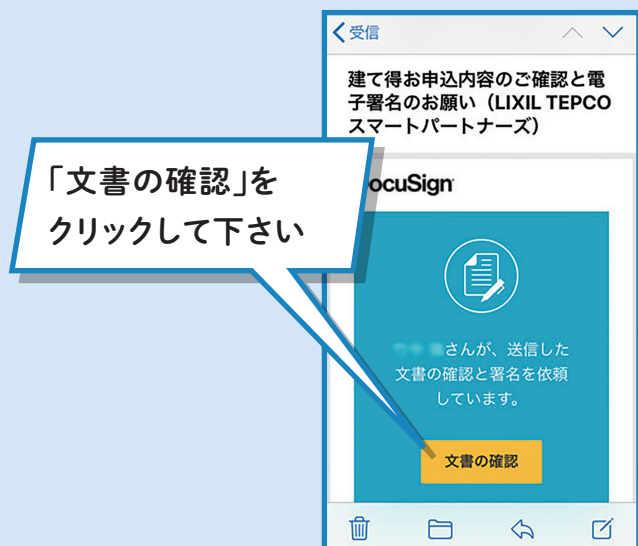 受信
建て得お申込内容のご確認と電
子署名のお願い（LIXIL TEPCO
スマートパートナーズ）
「文書の確認」を
クリックして下さい
ocuSign
さんが、送信した
文書の確認と署名を依頼
しています。
文書の確認